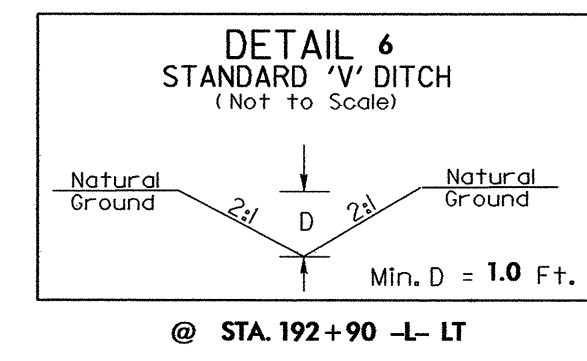 DETAIL 6
STANDARD 'V' DITCH
(Not to Scale)
Natural
Ground
2:1
D
2:1
Natural
Ground
Min. D = 1.0 Ft.
@ STA. 192+90 -L- LT